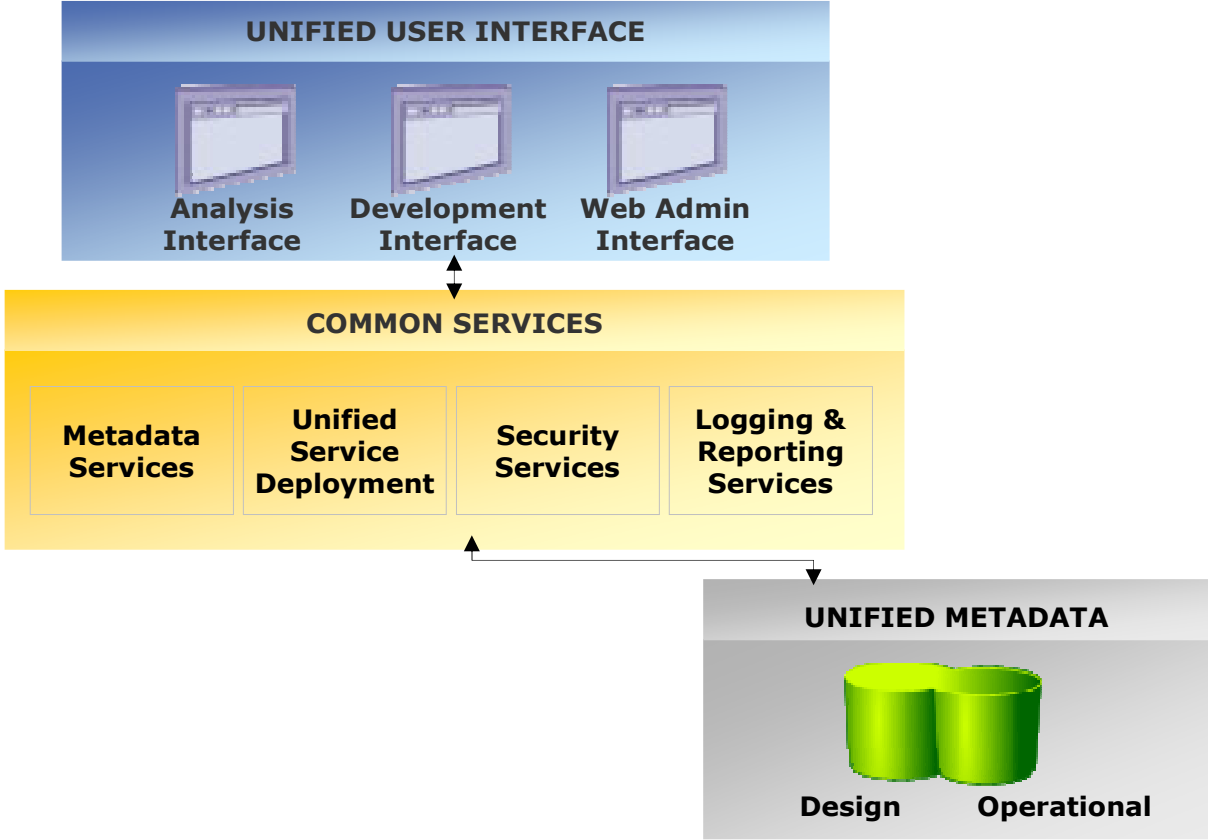 UNIFIED USER INTERFACE
Analysis
Interface
Development
Interface
Web Admin
Interface
COMMON SERVICES
Metadata
Services
Unified
Service
Deployment
Security
Services
Logging &
Reporting
Services
UNIFIED METADATA
Design
Operational